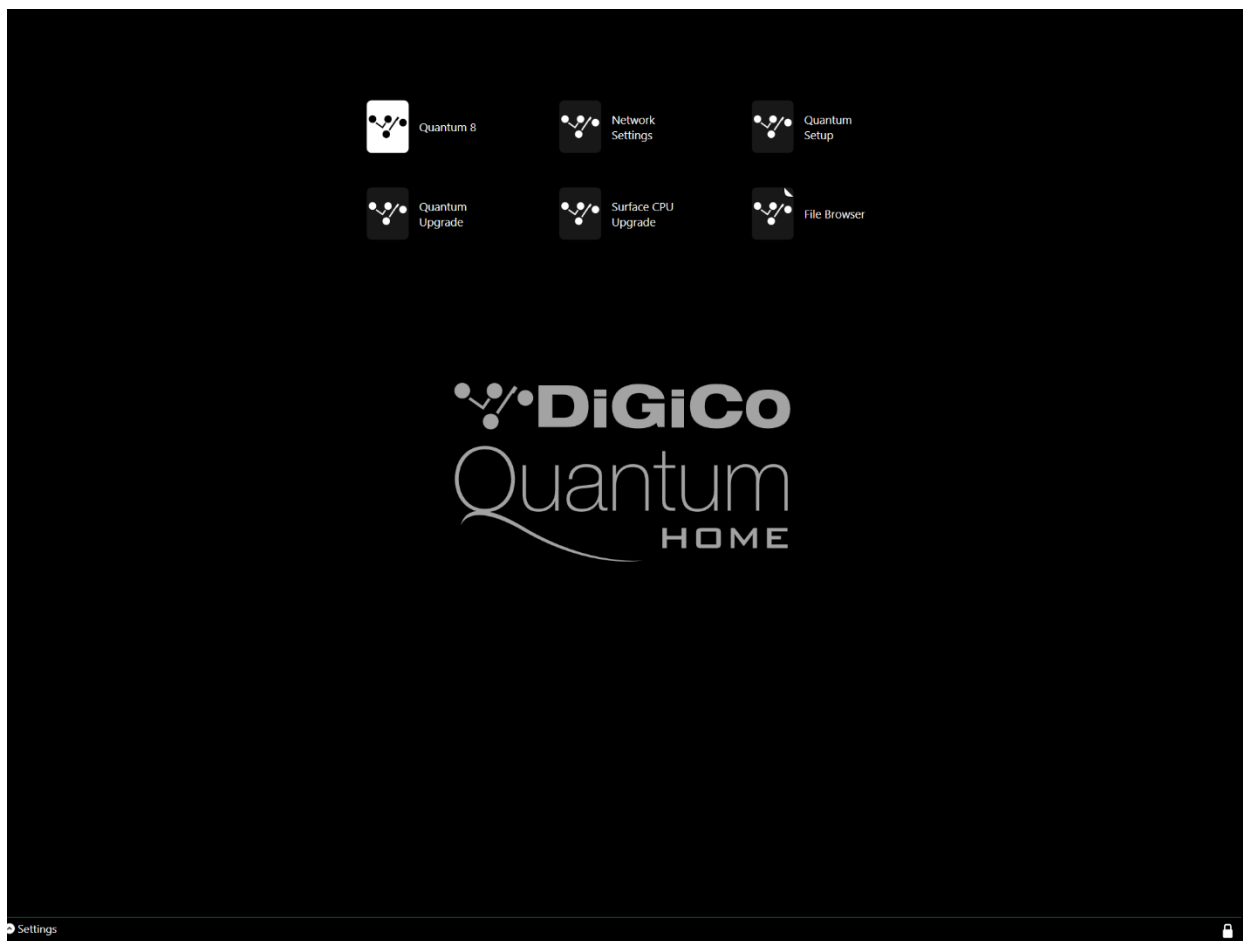 Quantum 8
Network
Settings
Quantum
Setup
Quantum
Upgrade
Surface CPU
Upgrade
File Browser
DiGiCo
Quantum
HOME
Settings